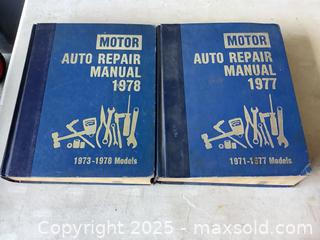 MOTOR
AUTO REPAIR
MANUAL
1978
1973-1978 Models
MOTOR
AUTO REPAIR
MANUAL
1977
1971-1977 Models
Copyright 2025 - maxsold.com